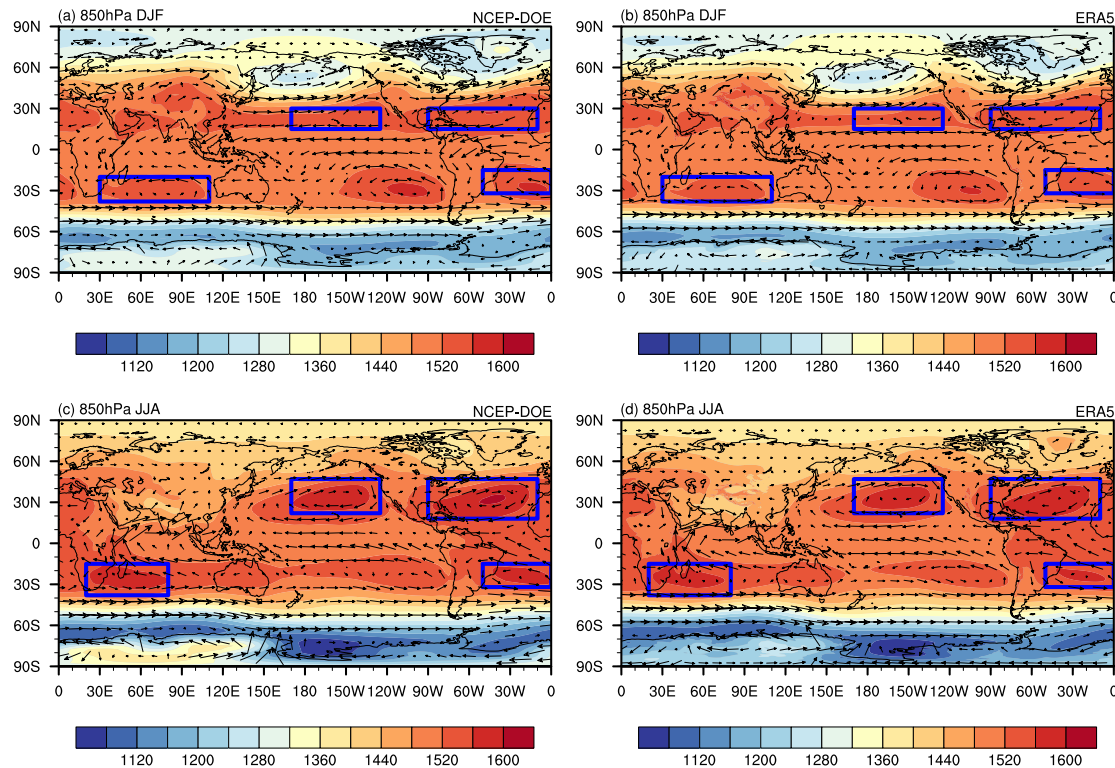 (a) 850hPa DJF NCEP-DOE (b) 850hPa DJF ERA5
90N 90N
60N 60N
30N 30N
0 0
30S 30S
60S 60S
90S 90S
0 30E 60E 90E 120E 150E 180 150W 120W 90W 60W 30W 0 0 30E 60E 90E 120E 150E 180 150W 120W 90W 60W 30W 0
1120 1200 1280 1360 1440 1520 1600 1120 1200 1280 1360 1440 1520 1600
(c) 850hPa JJA NCEP-DOE (d) 850hPa JJA ERA5
90N 90N
60N 60N
30N 30N
0 0
30S 30S
60S 60S
90S 90S
0 30E 60E 90E 120E 150E 180 150W 120W 90W 60W 30W 0 0 30E 60E 90E 120E 150E 180 150W 120W 90W 60W 30W 0
1120 1200 1280 1360 1440 1520 1600 1120 1200 1280 1360 1440 1520 1600